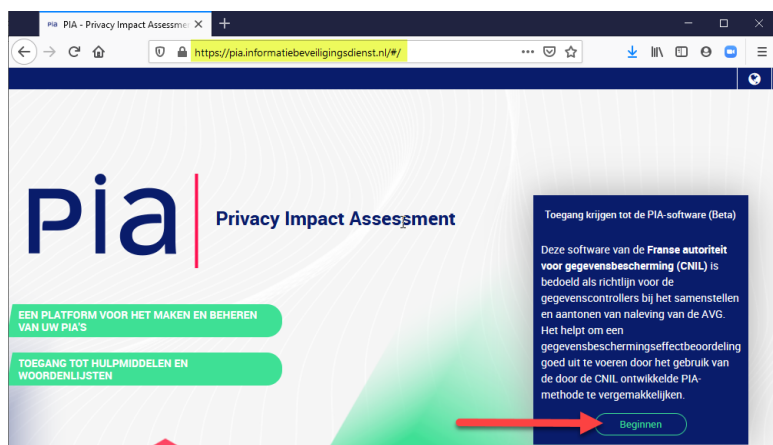 PIA PIA - Privacy Impact Assessme
https://pia.informatiebeveiligingsdienst.nl/#/
pia
Privacy Impact Assessment
EEN PLATFORM VOOR HET MAKEN EN BEHEREN
VAN UW PIA'S
TOEGANG TOT HULPMIDDELEN EN
WOORDENLIJSTEN
Toegang krijgen tot de PIA-software (Beta)
Deze software van de Franse autoriteit
voor gegevensbescherming (CNIL) is
bedoeld als richtlijn voor de
gegevenscontrollers bij het samenstellen
en aantonen van naleving van de AVG.
Het helpt om een
gegevensbeschermingseffectbeoordeling
goed uit te voeren door het gebruik van
de door de CNIL ontwikkelde PIA-
methode te vergemakkelijken.
Beginnen